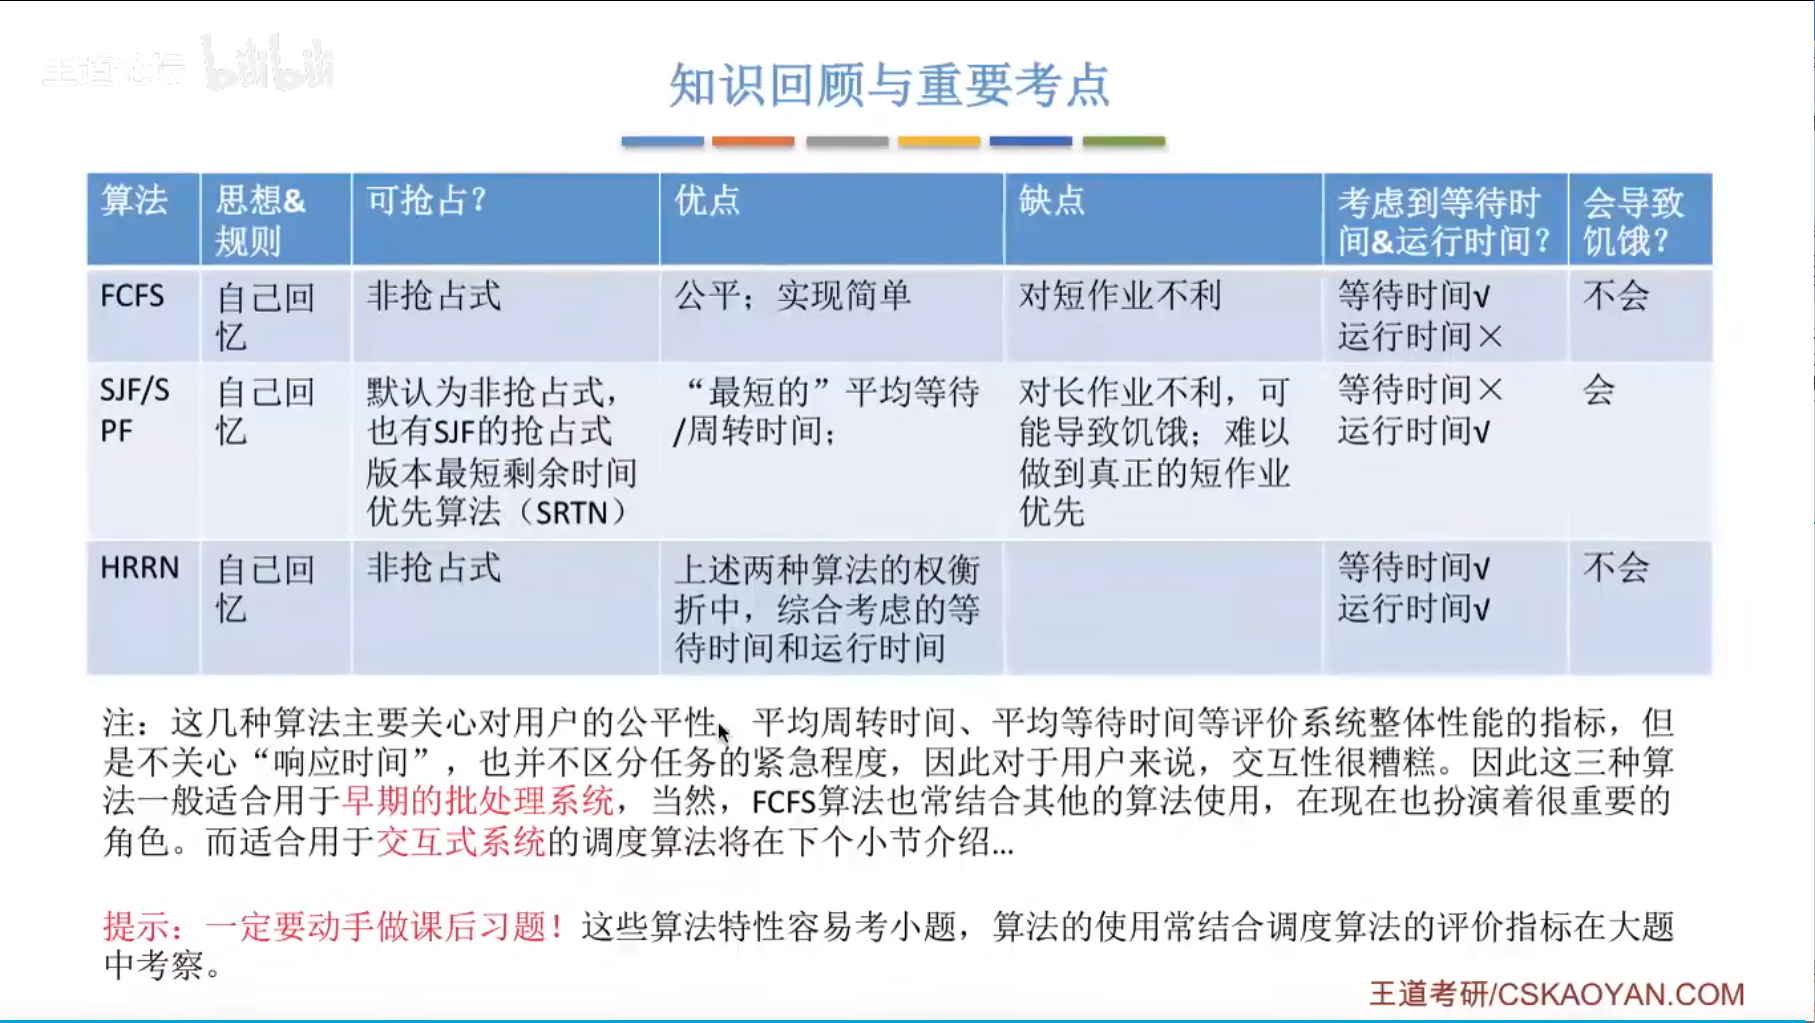 王道论坛 bilibili
知识回顾与重要考点
算法 思想& 可抢占？ 优点 缺点 考虑到等待时 会导致
规则 间&运行时间？ 饥饿？
FCFS 自己回 非抢占式 公平；实现简单 对短作业不利 等待时间√ 不会
忆 运行时间×
SJF/S 自己回 默认为非抢占式， “最短的”平均等待 对长作业不利，可 等待时间× 会
PF 忆 也有SJF的抢占式 /周转时间； 能导致饥饿；难以 运行时间√
版本最短剩余时间 做到真正的短作业
优先算法（SRTN） 优先
HRRN 自己回 非抢占式 上述两种算法的权衡 等待时间√ 不会
忆 折中，综合考虑的等 运行时间√
待时间和运行时间
注：这几种算法主要关心对用户的公平性、平均周转时间、平均等待时间等评价系统整体性能的指标，但
是不关心“响应时间”，也并不区分任务的紧急程度，因此对于用户来说，交互性很糟糕。因此这三种算
法一般适合用于早期的批处理系统，当然，FCFS算法也常结合其他的算法使用，在现在也扮演着很重要的
角色。而适合用于交互式系统的调度算法将在下个小节介绍...
提示：一定要动手做课后习题！这些算法特性容易考小题，算法的使用常结合调度算法的评价指标在大题
中考察。
王道考研/CSKAOYAN.COM